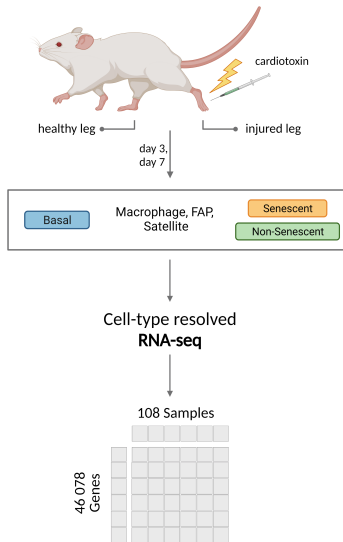 cardiotoxin
healthy leg
injured leg
day 3,
day 7
Basal
Macrophage, FAP,
Satellite
Senescent
Non-Senescent
Cell-type resolved
RNA-seq
108 Samples
46 078
Genes